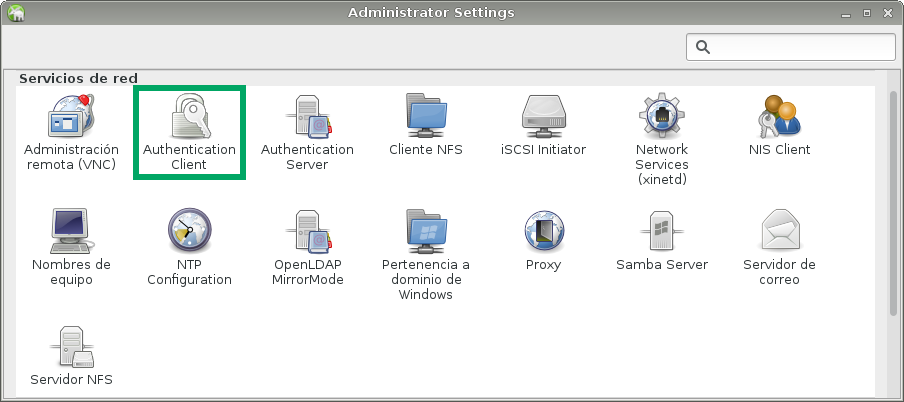 Administrator Settings
Servicios de red
Administración
remota (VNC)
Authentication
Client
Authentication
Server
Cliente NFS
iSCSI Initiator
Network
Services
(xinetd)
NIS Client
Nombres de
equipo
NTP
Configuration
OpenLDAP
MirrorMode
Pertenencia a
dominio de
Windows
Proxy
Samba Server
Servidor de
correo
Servidor NFS